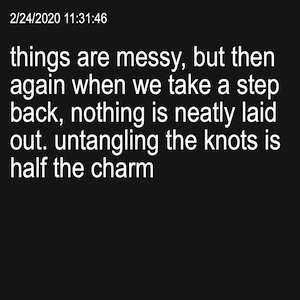 2/24/2020 11:31:46
things are messy, but then
again when we take a step
back, nothing is neatly laid
out. untangling the knots is
half the charm